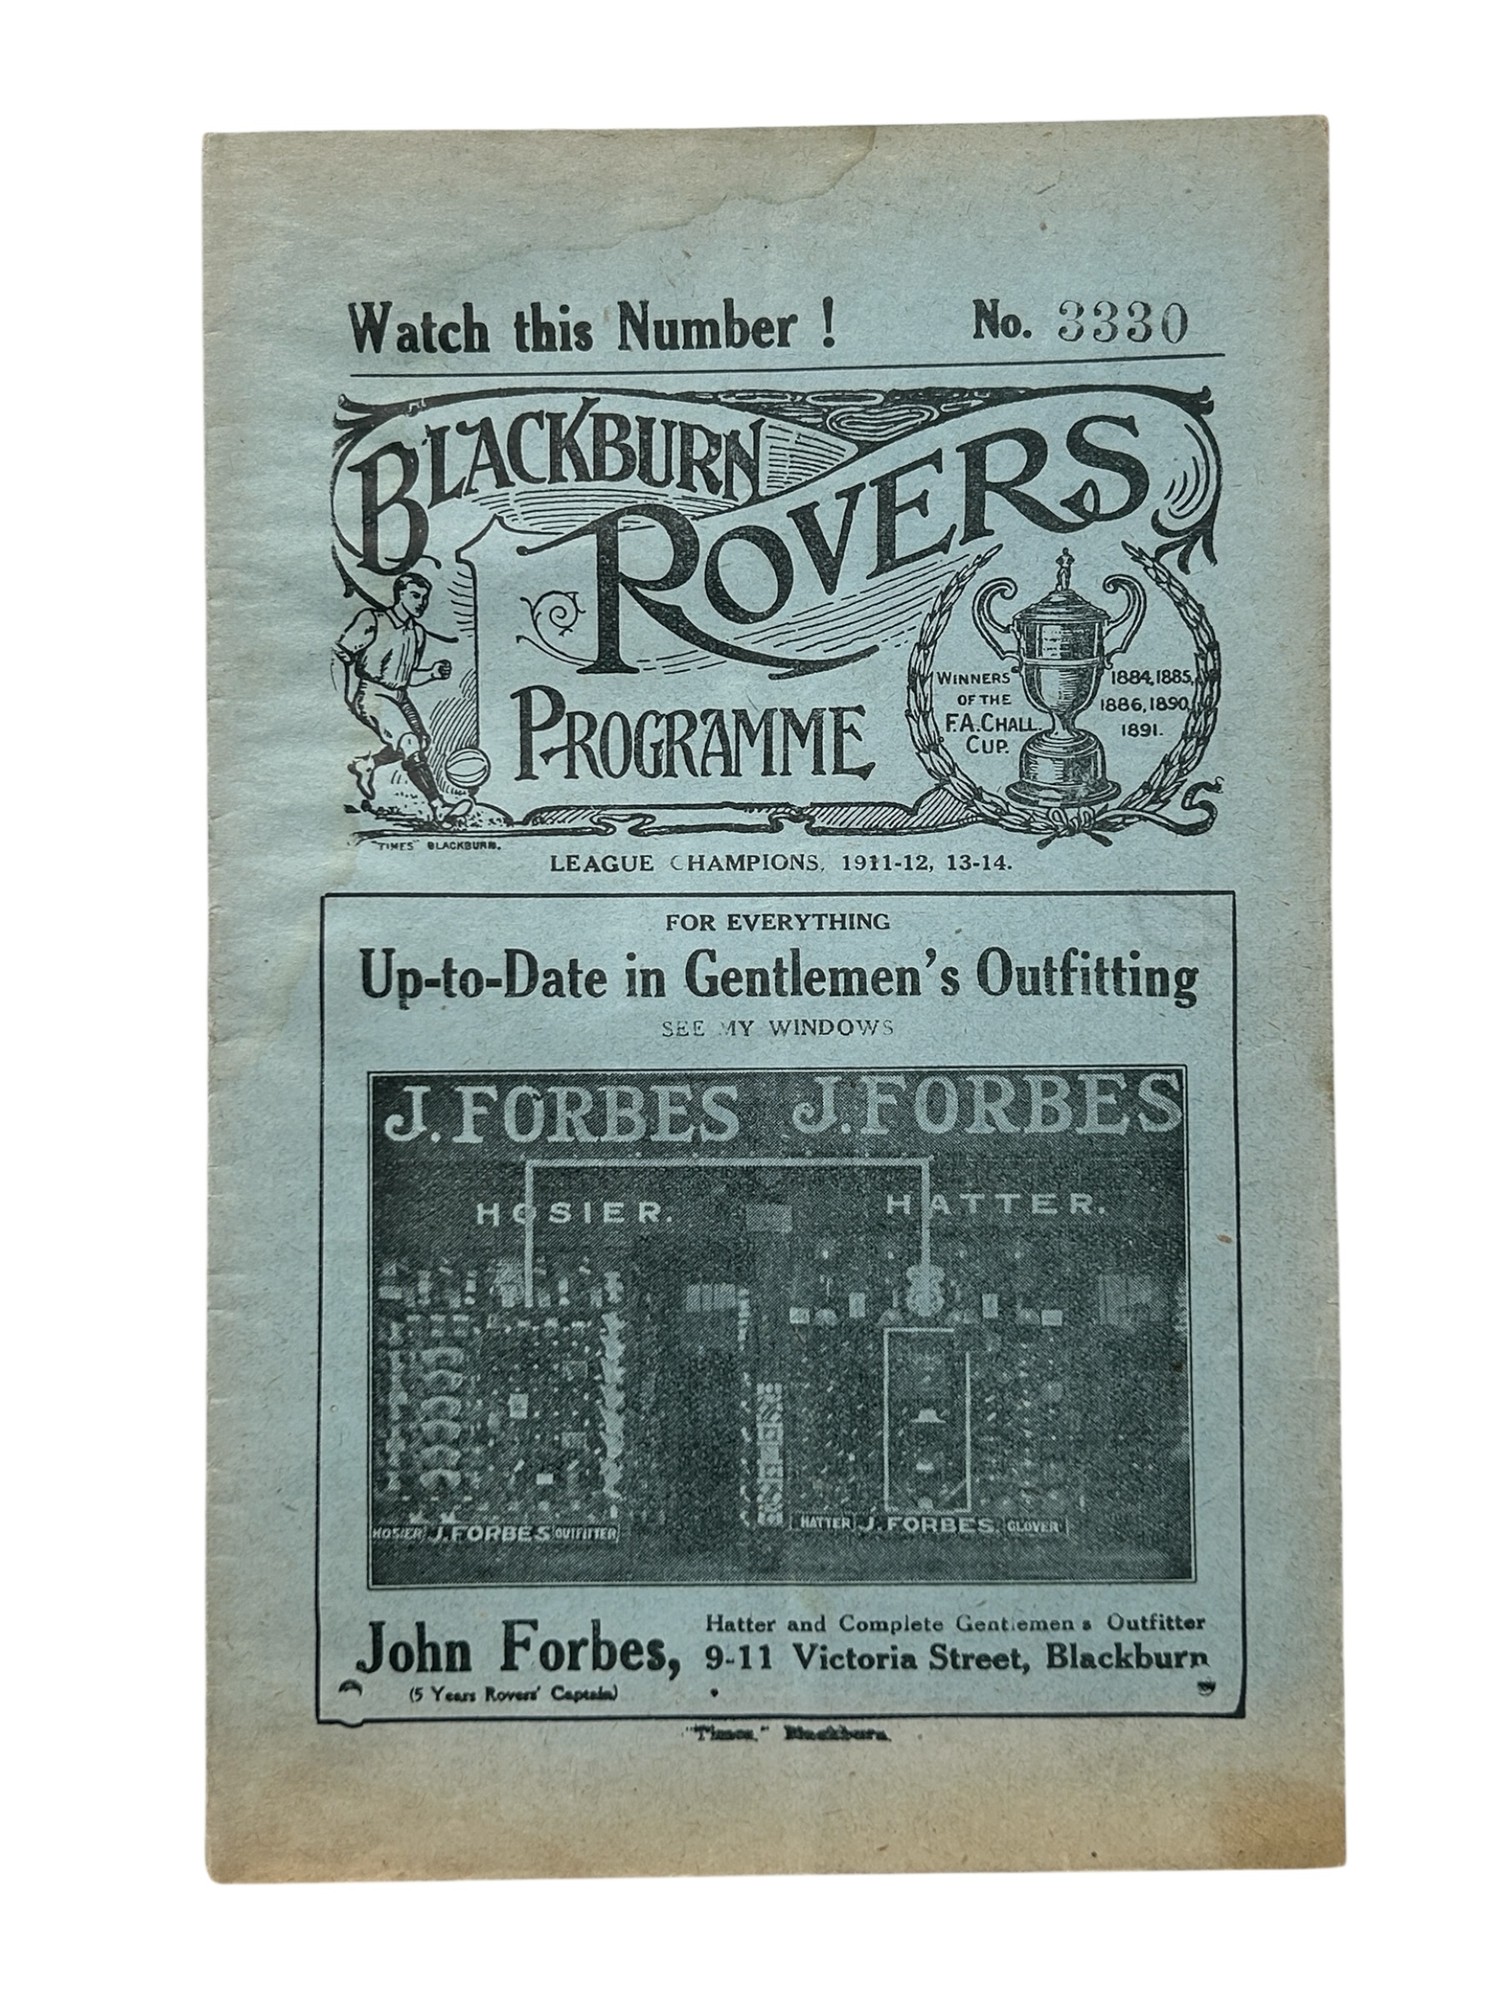 Watch this Number ! No. 3330
BLACKBURN
ROVERS
PROGRAMME
WINNERS 1884, 1885,
OF THE 1886, 1890,
F.A. CHALL. 1891.
CUP.
"TIMES" BLACKBURN.
LEAGUE CHAMPIONS, 1911-12, 13-14.
FOR EVERYTHING
Up-to-Date in Gentlemen's Outfitting
SEE MY WINDOWS
J. FORBES J. FORBES
HOSIER. HATTER.
HOSIER J. FORBES OUTFITTER HATTER J. FORBES. GLOVER
John Forbes, Hatter and Complete Gentlemen s Outfitter
9-11 Victoria Street, Blackburn
(5 Years Rovers' Captain)
"Times," Blackburn.